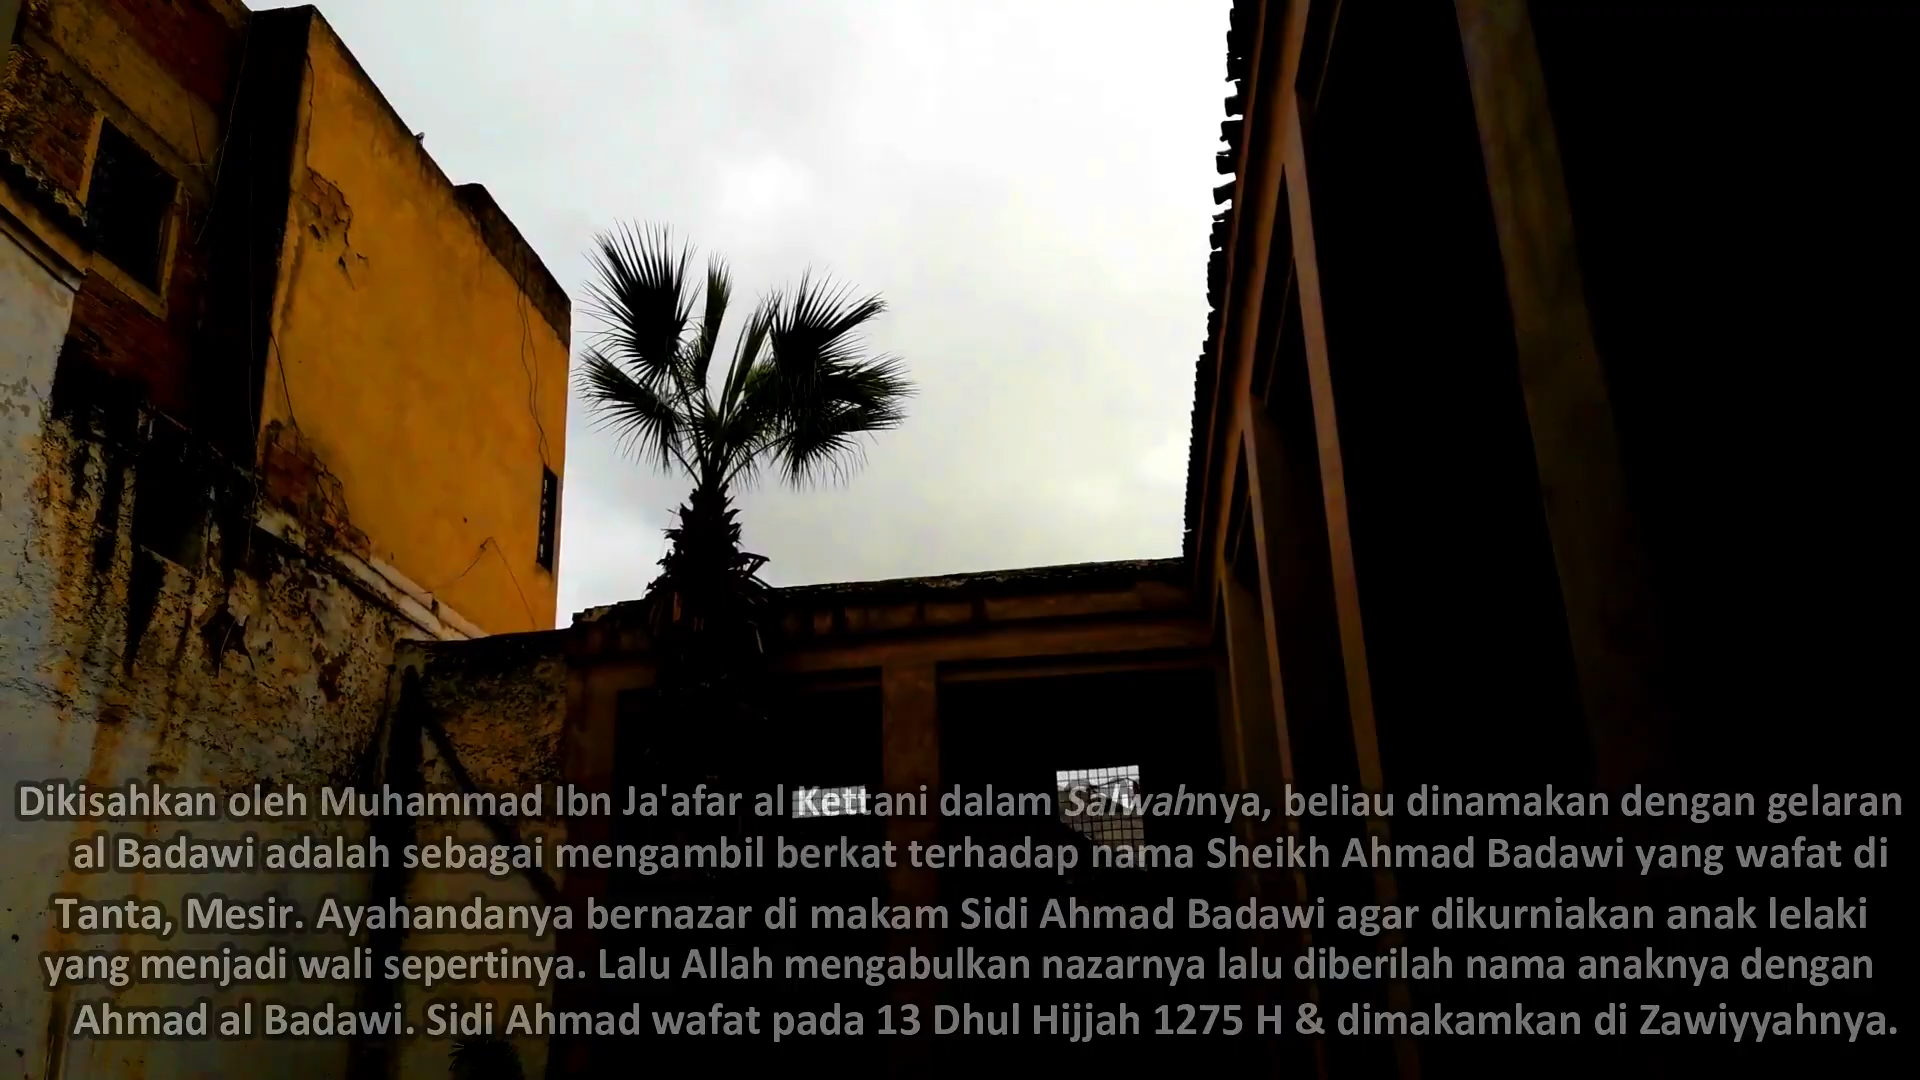 Dikisahkan oleh Muhammad Ibn Ja'afar al Kettani dalam Salwahnya, beliau dinamakan dengan gelaran
al Badawi adalah sebagai mengambil berkat terhadap nama Sheikh Ahmad Badawi yang wafat di
Tanta, Mesir. Ayahandanya bernazar di makam Sidi Ahmad Badawi agar dikurniakan anak lelaki
yang menjadi wali sepertinya. Lalu Allah mengabulkan nazarnya lalu diberilah nama anaknya dengan
Ahmad al Badawi. Sidi Ahmad wafat pada 13 Dhul Hijjah 1275 H & dimakamkan di Zawiyyahnya.